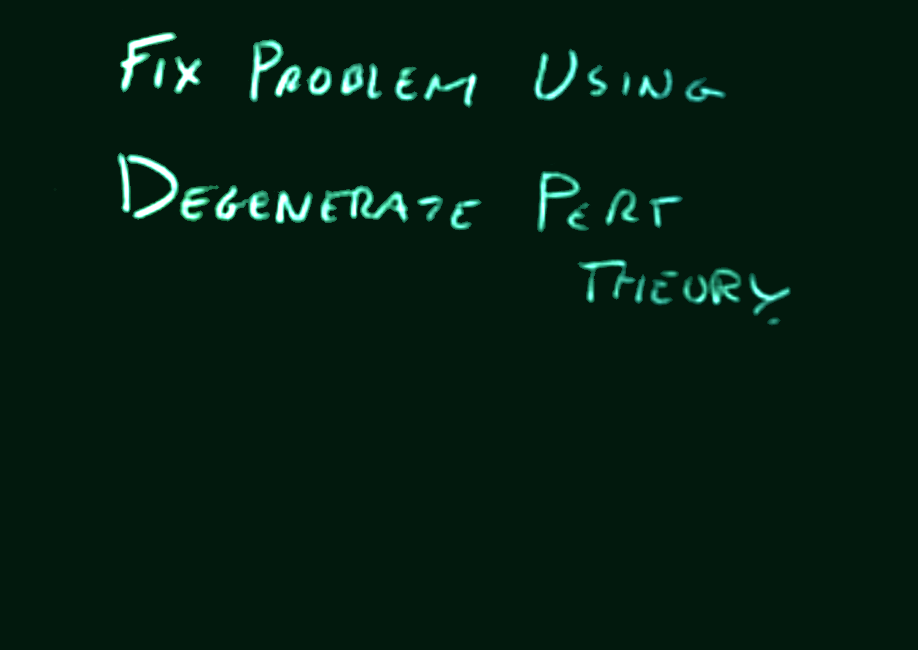 FIX PROBLEM USING
DEGENERATE PERT
THEORY.